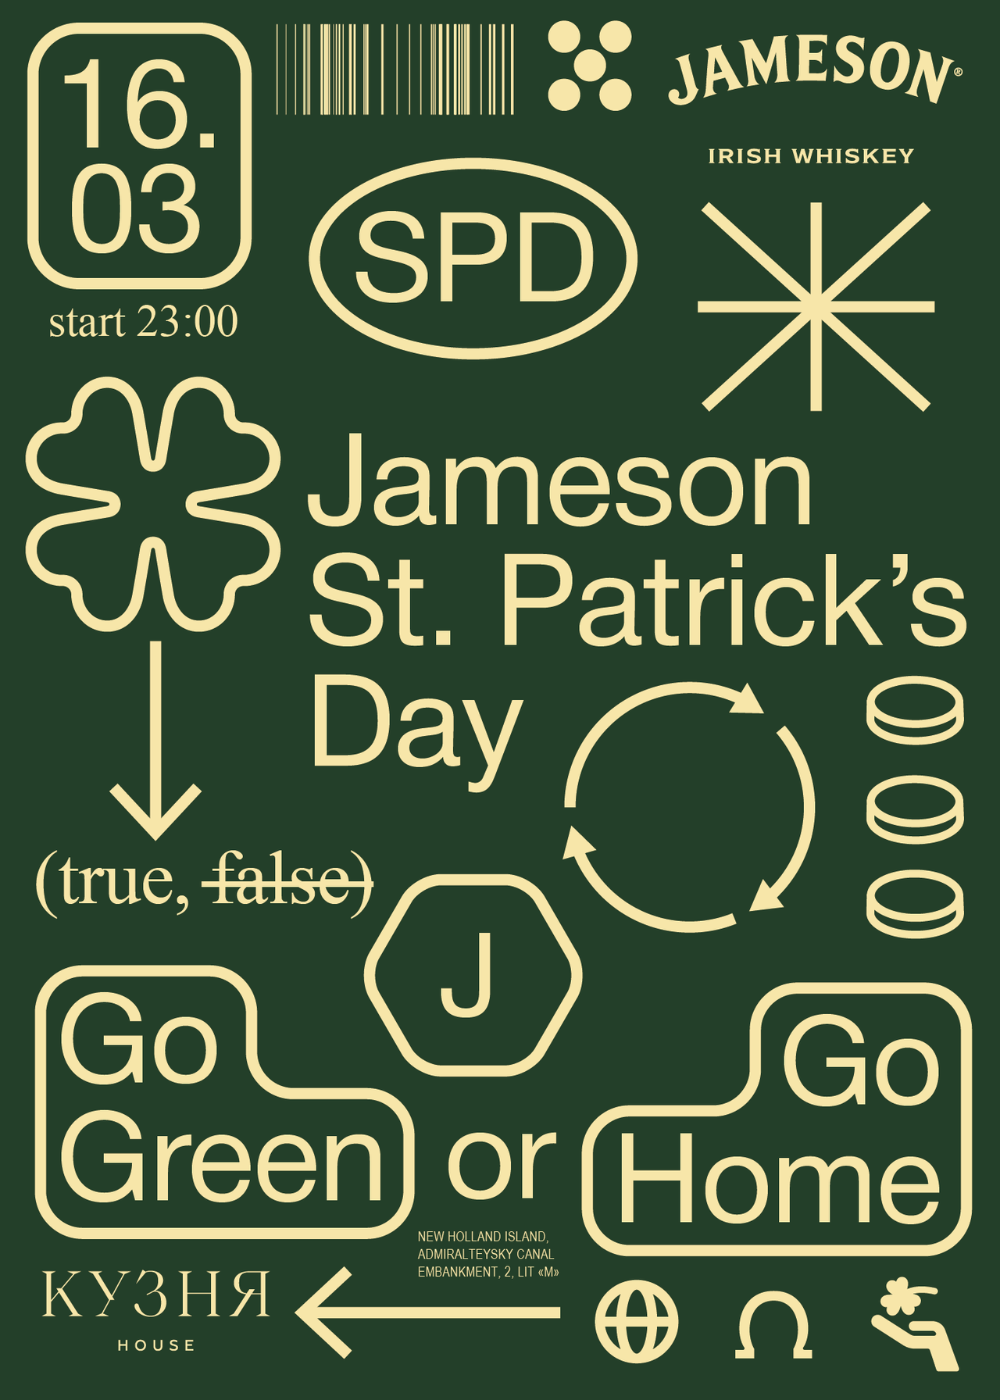 16.
03
start 23:00
SPD
JAMESON®
IRISH WHISKEY
Jameson
St. Patrick’s
Day
(true, false)
J
Go
Green
or
Go
Home
NEW HOLLAND ISLAND,
ADMIRALTEYSKY CANAL
EMBANKMENT, 2, LIT «M»
КУЗНЯ
HOUSE